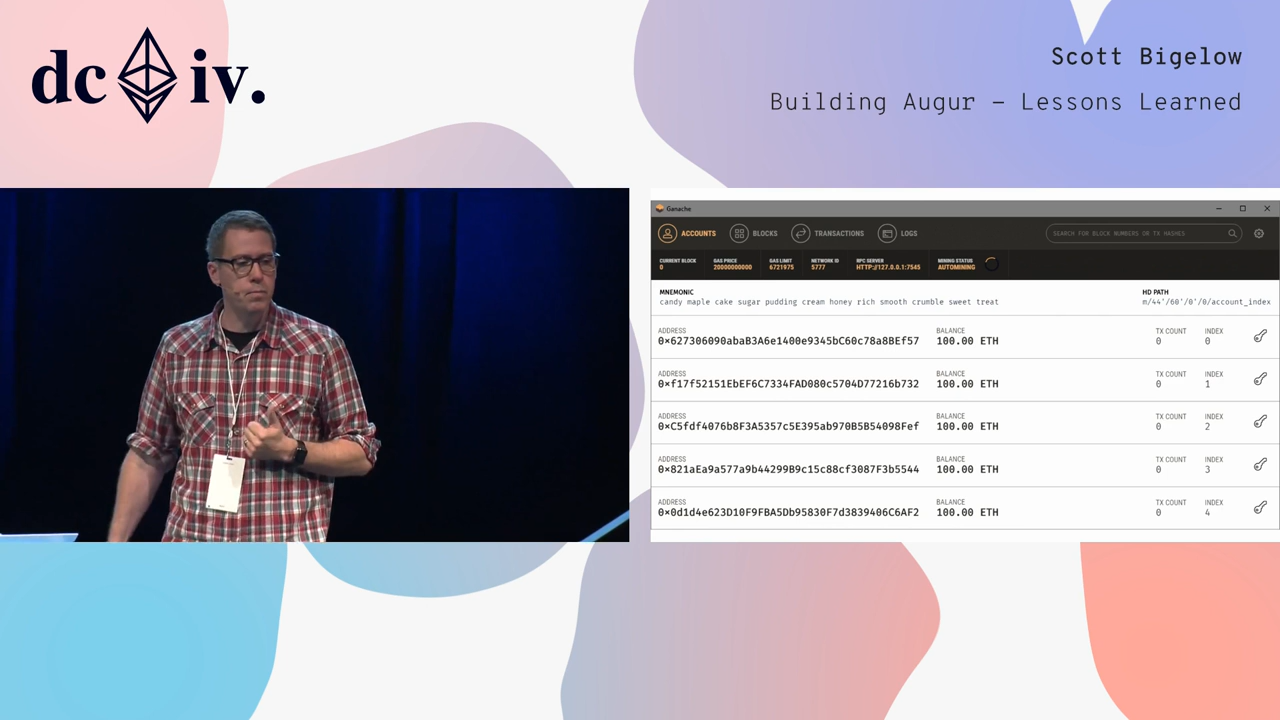 dc iv.
Scott Bigelow
Building Augur – Lessons Learned
Ganache
ACCOUNTS BLOCKS TRANSACTIONS LOGS SEARCH FOR BLOCK NUMBERS OR TX HASHES
CURRENT BLOCK GAS PRICE GAS LIMIT NETWORK ID RPC SERVER MINING STATUS
0 20000000000 6721975 5777 HTTP://127.0.0.1:7545 AUTOMINING
MNEMONIC HD PATH
candy maple cake sugar pudding cream honey rich smooth crumble sweet treat m/44'/60'/0'/0/account_index
ADDRESS BALANCE TX COUNT INDEX
0×627306090abaB3A6e1400e9345bC60c78a8BEf57 100.00 ETH 0 0
ADDRESS BALANCE TX COUNT INDEX
0×f17f52151EbEF6C7334FAD080c5704D77216b732 100.00 ETH 0 1
ADDRESS BALANCE TX COUNT INDEX
0×C5fdf4076b8F3A5357c5E395ab970B5B54098Fef 100.00 ETH 0 2
ADDRESS BALANCE TX COUNT INDEX
0×821aEa9a577a9b44299B9c15c88cf3087F3b5544 100.00 ETH 0 3
ADDRESS BALANCE TX COUNT INDEX
0×0d1d4e623D10F9FBA5Db95830F7d3839406C6AF2 100.00 ETH 0 4